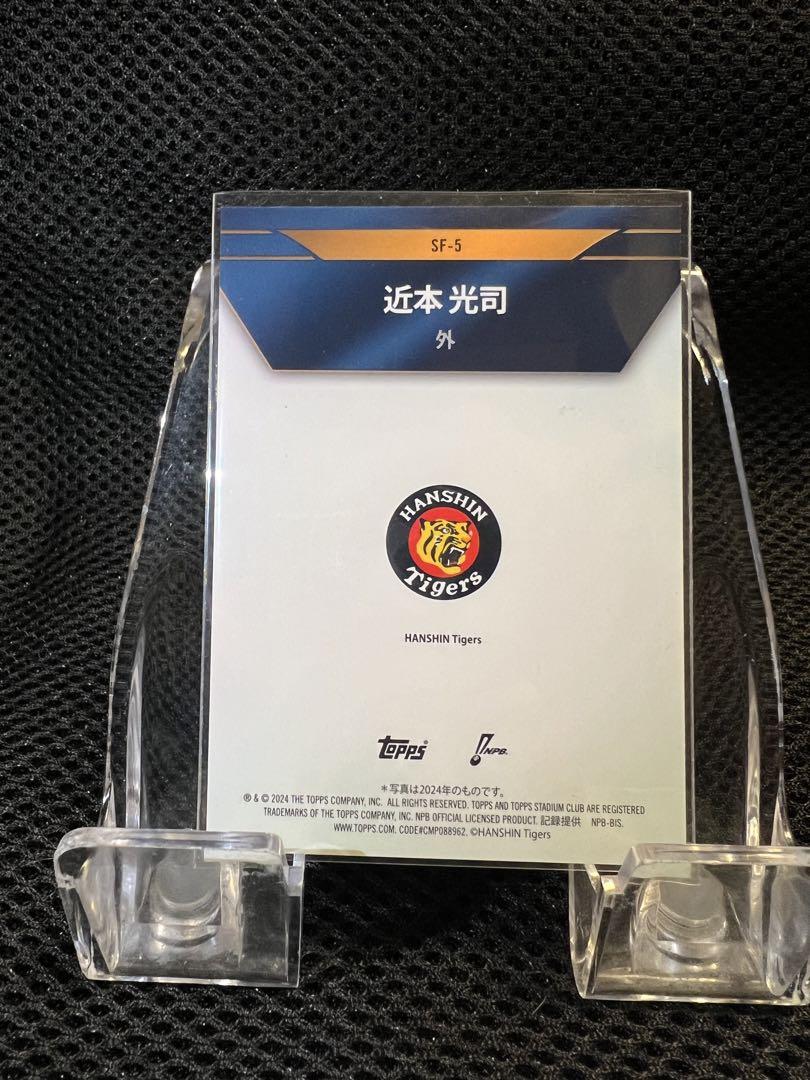 SF-5
近本 光司
外
HANSHIN
Tigers
HANSHIN Tigers
Topps® NPB.
＊写真は2024年のものです。
® & © 2024 THE TOPPS COMPANY, INC. ALL RIGHTS RESERVED. TOPPS AND TOPPS STADIUM CLUB ARE REGISTERED
TRADEMARKS OF THE TOPPS COMPANY, INC. NPB OFFICIAL LICENSED PRODUCT. 記録提供 NPB-BIS.
WWW.TOPPS.COM. CODE#CMP088962. ©HANSHIN Tigers